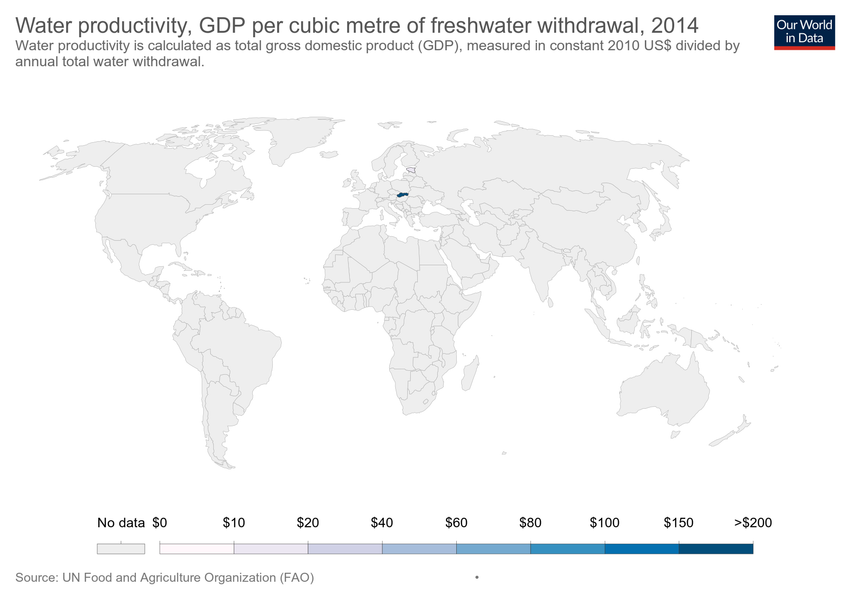 Water productivity, GDP per cubic metre of freshwater withdrawal, 2014
Our World
in Data
Water productivity is calculated as total gross domestic product (GDP), measured in constant 2010 US$ divided by
annual total water withdrawal.
No data $0 $10 $20 $40 $60 $80 $100 $150 >$200
Source: UN Food and Agriculture Organization (FAO) •